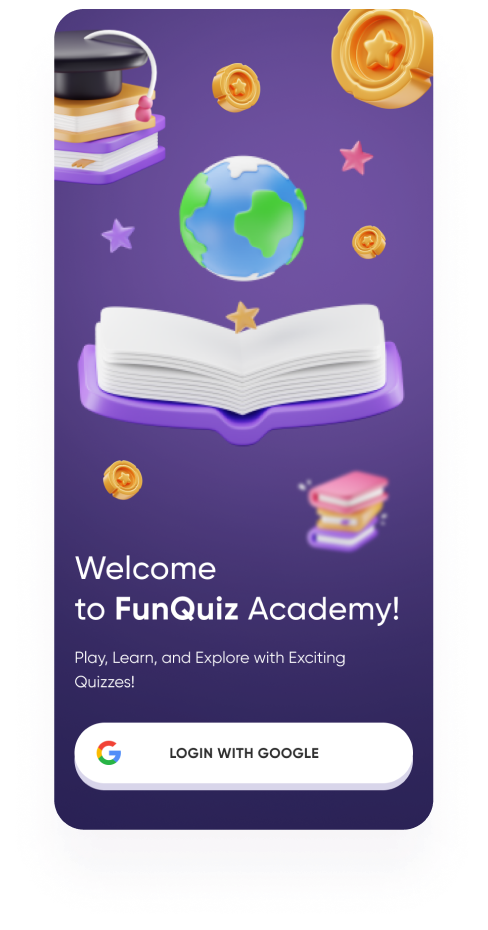 Welcome
to FunQuiz Academy!
Play, Learn, and Explore with Exciting
Quizzes!
LOGIN WITH GOOGLE